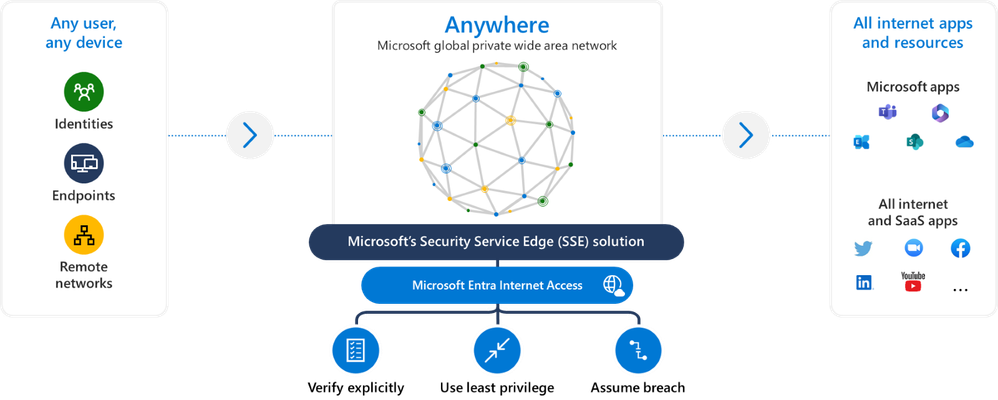 Any user,
any device
Identities
Endpoints
Remote
networks
Anywhere
Microsoft global private wide area network
Microsoft's Security Service Edge (SSE) solution
Microsoft Entra Internet Access
Verify explicitly
Use least privilege
Assume breach
All internet apps
and resources
Microsoft apps
All internet
and SaaS apps
in
YouTube
...